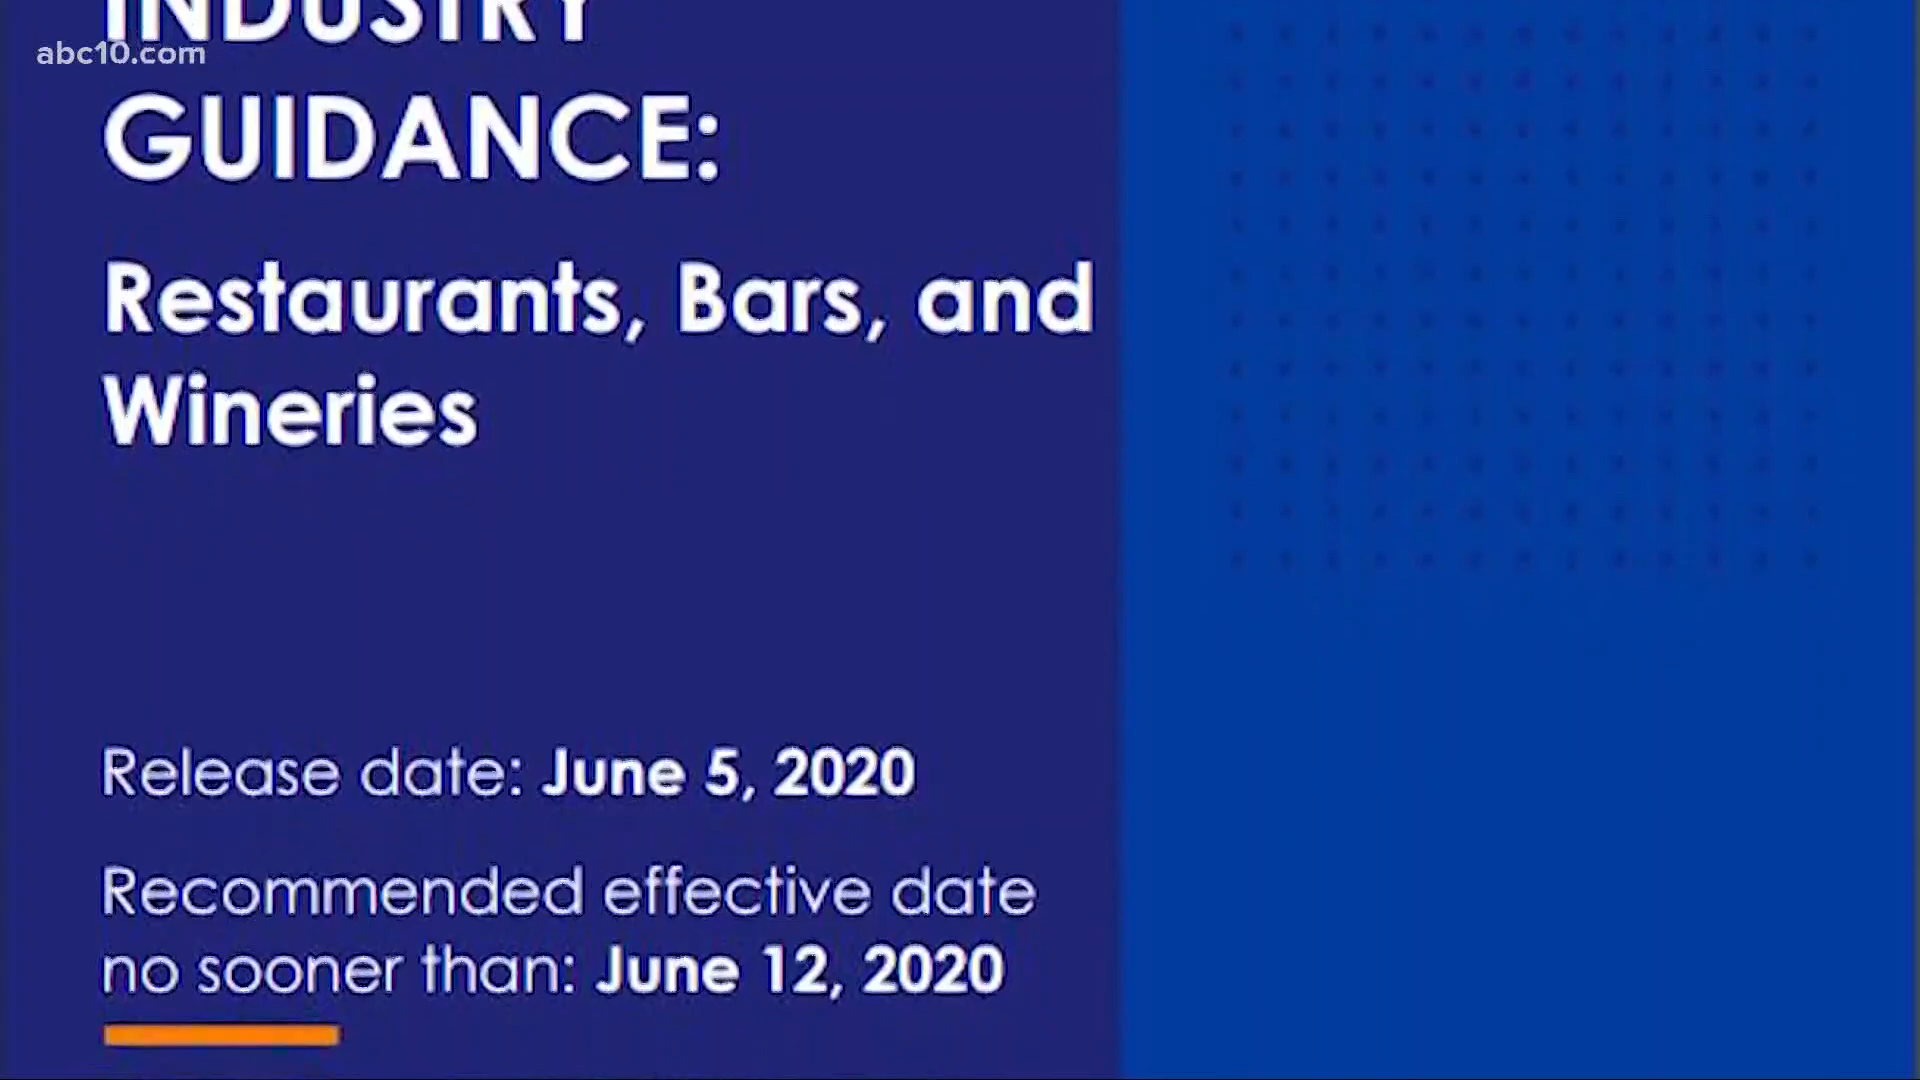 INDUSTRY
abc10.com
GUIDANCE:
Restaurants, Bars, and
Wineries
Release date: June 5, 2020
Recommended effective date
no sooner than: June 12, 2020